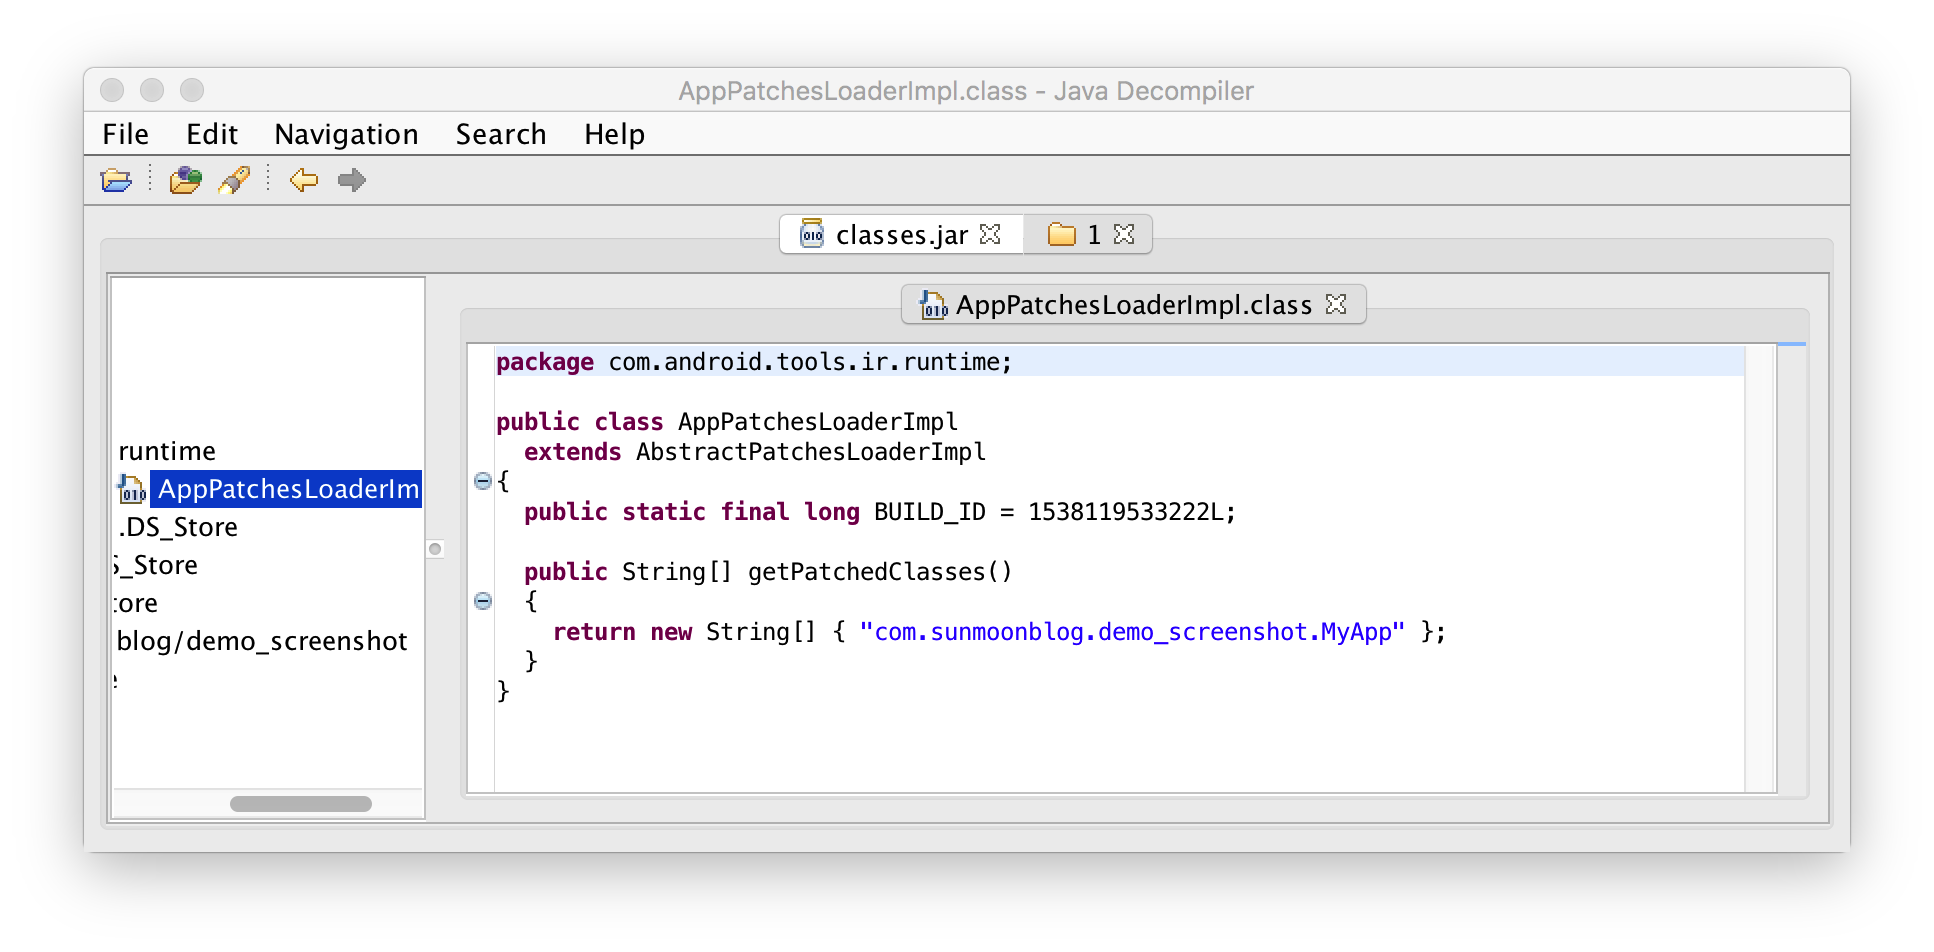 AppPatchesLoaderImpl.class - Java Decompiler
File Edit Navigation Search Help
classes.jar 1
AppPatchesLoaderImpl.class
runtime
AppPatchesLoaderIm
.DS_Store
S_Store
tore
blog/demo_screenshot
e
package com.android.tools.ir.runtime;
public class AppPatchesLoaderImpl
extends AbstractPatchesLoaderImpl
{
public static final long BUILD_ID = 1538119533222L;
public String[] getPatchedClasses()
{
return new String[] { "com.sunmoonblog.demo_screenshot.MyApp" };
}
}